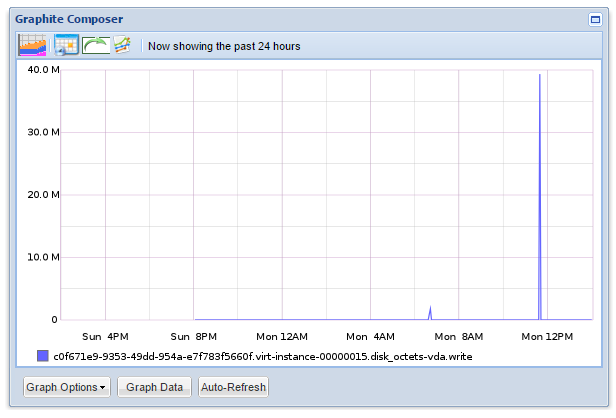 Graphite Composer
Now showing the past 24 hours
40.0 M
30.0 M
20.0 M
10.0 M
0
Sun 4PM Sun 8PM Mon 12AM Mon 4AM Mon 8AM Mon 12PM
c0f671e9-9353-49dd-954a-e7f783f5660f.virt-instance-00000015.disk_octets-vda.write
Graph Options Graph Data Auto-Refresh